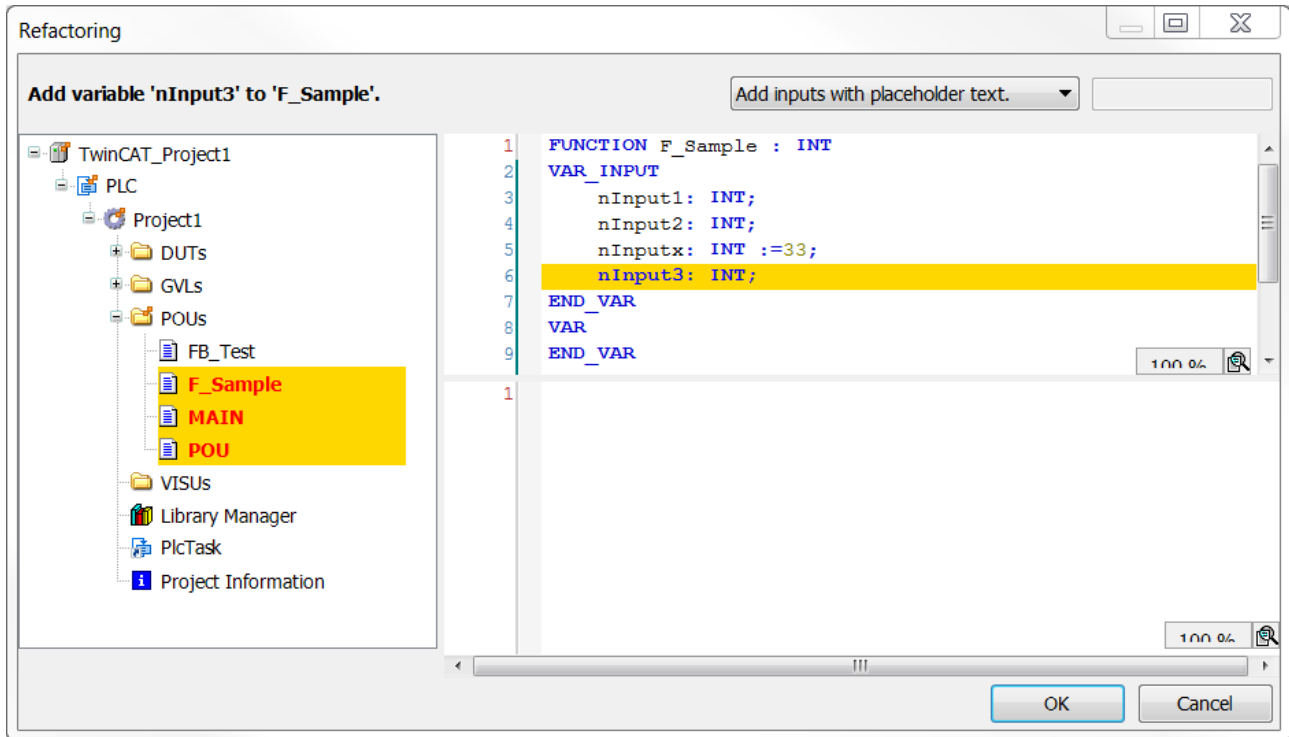 Refactoring
Add variable 'nInput3' to 'F_Sample'.
Add inputs with placeholder text.
TwinCAT_Project1
PLC
Project1
DUTs
GVLs
POUs
FB_Test
F_Sample
MAIN
POU
VISUs
Library Manager
PlcTask
Project Information
1 FUNCTION F_Sample : INT
2 VAR_INPUT
3 nInput1: INT;
4 nInput2: INT;
5 nInputx: INT :=33;
6 nInput3: INT;
7 END_VAR
8 VAR
9 END_VAR
100 %
1
100 %
OK
Cancel